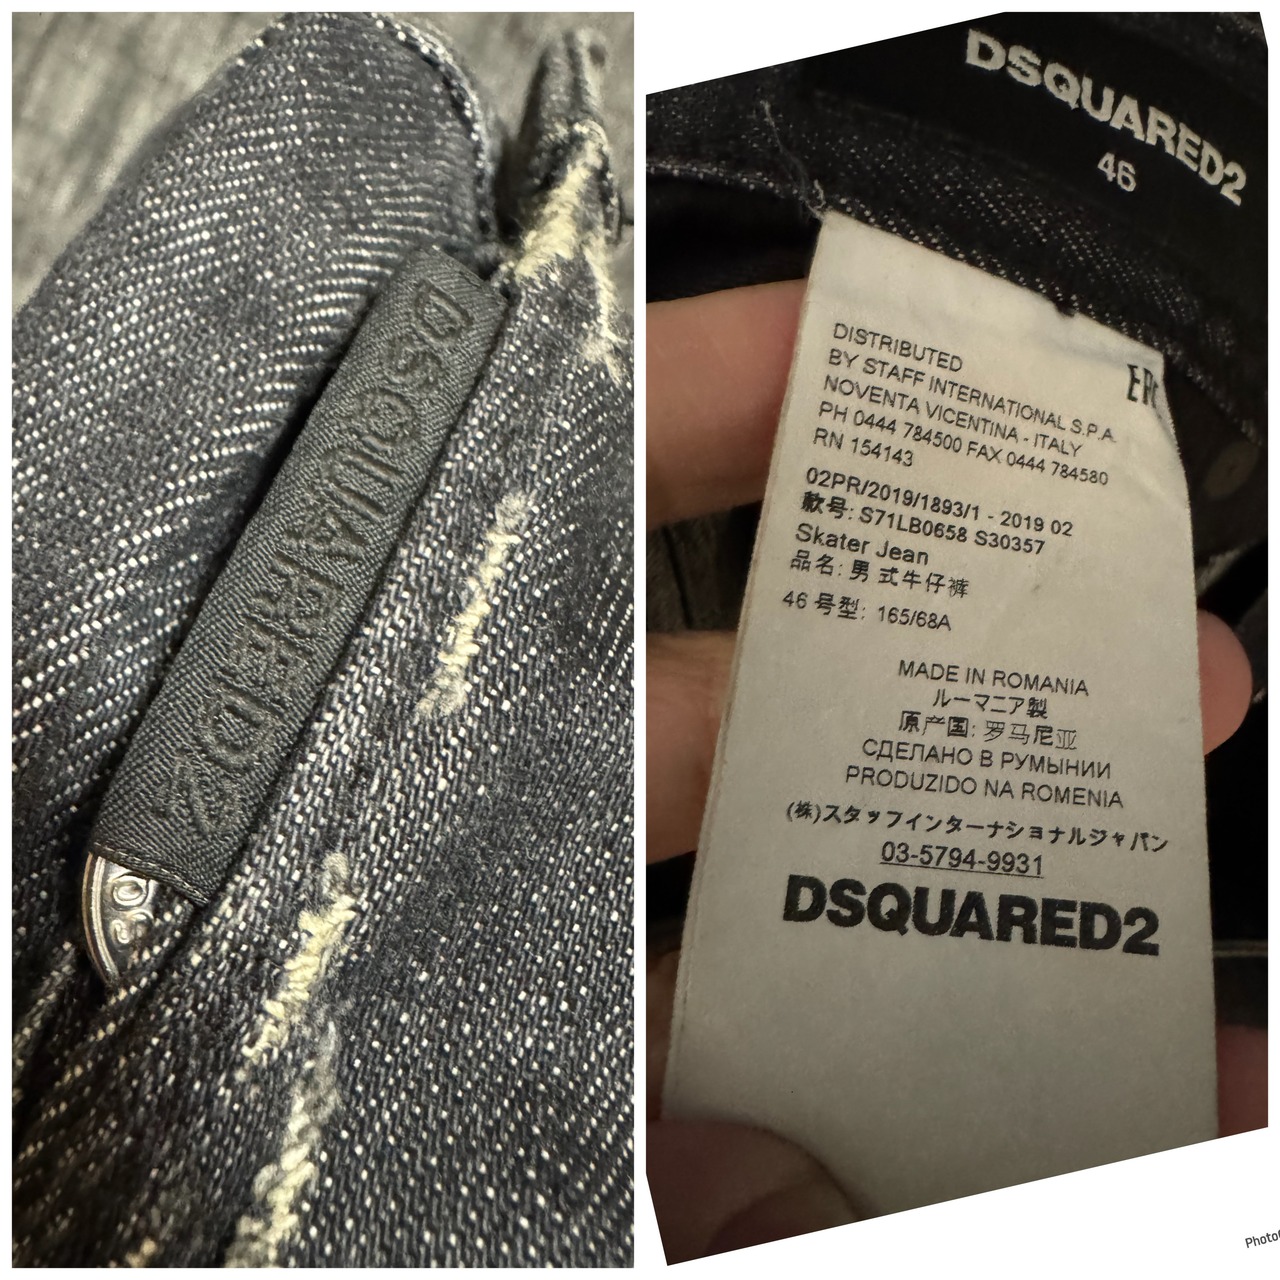 DSQUARED2
OS
DSQUARED2
46
DISTRIBUTED
BY STAFF INTERNATIONAL S.P.A.
NOVENTA VICENTINA - ITALY
PH 0444 784500 FAX 0444 784580
RN 154143
02PR/2019/1893/1 - 2019 02
款号: S71LB0658 S30357
Skater Jean
品名: 男式牛仔裤
46 号型: 165/68A
MADE IN ROMANIA
ルーマニア製
原产国: 罗马尼亚
СДЕЛАНО В РУМЫНИИ
PRODUZIDO NA ROMENIA
(株)スタッフインターナショナルジャパン
03-5794-9931
DSQUARED2